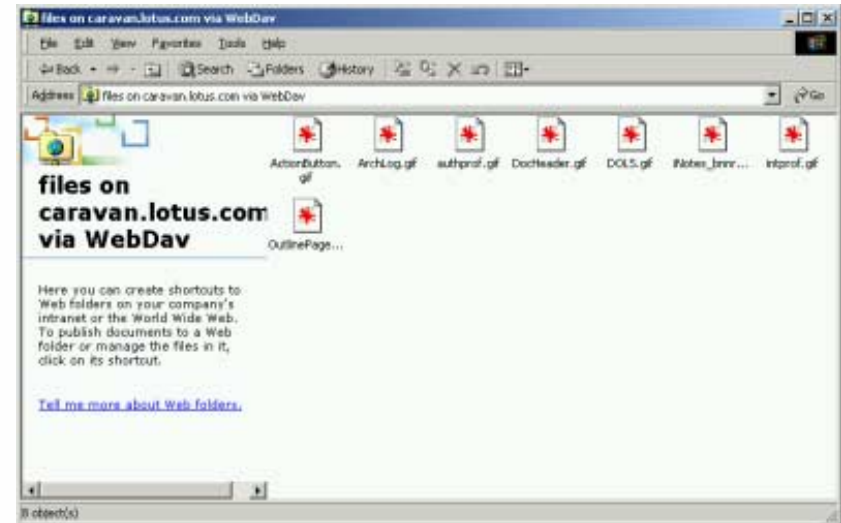 files on caravan.lotus.com via WebDav
File Edit View Favorites Tools Help
Back Search Folders History
Address files on caravan.lotus.com via WebDav Go
files on
caravan.lotus.com
via WebDav
Here you can create shortcuts to
Web folders on your company's
intranet or the World Wide Web.
To publish documents to a Web
folder or manage the files in it,
click on its shortcut.
Tell me more about Web folders.
ActionButton.
gif
ArchLog.gif
authprof.gif
DocHeader.gif
DOLS.gif
iNotes_bnnr...
intprof.gif
OutlinePage...
8 object(s)